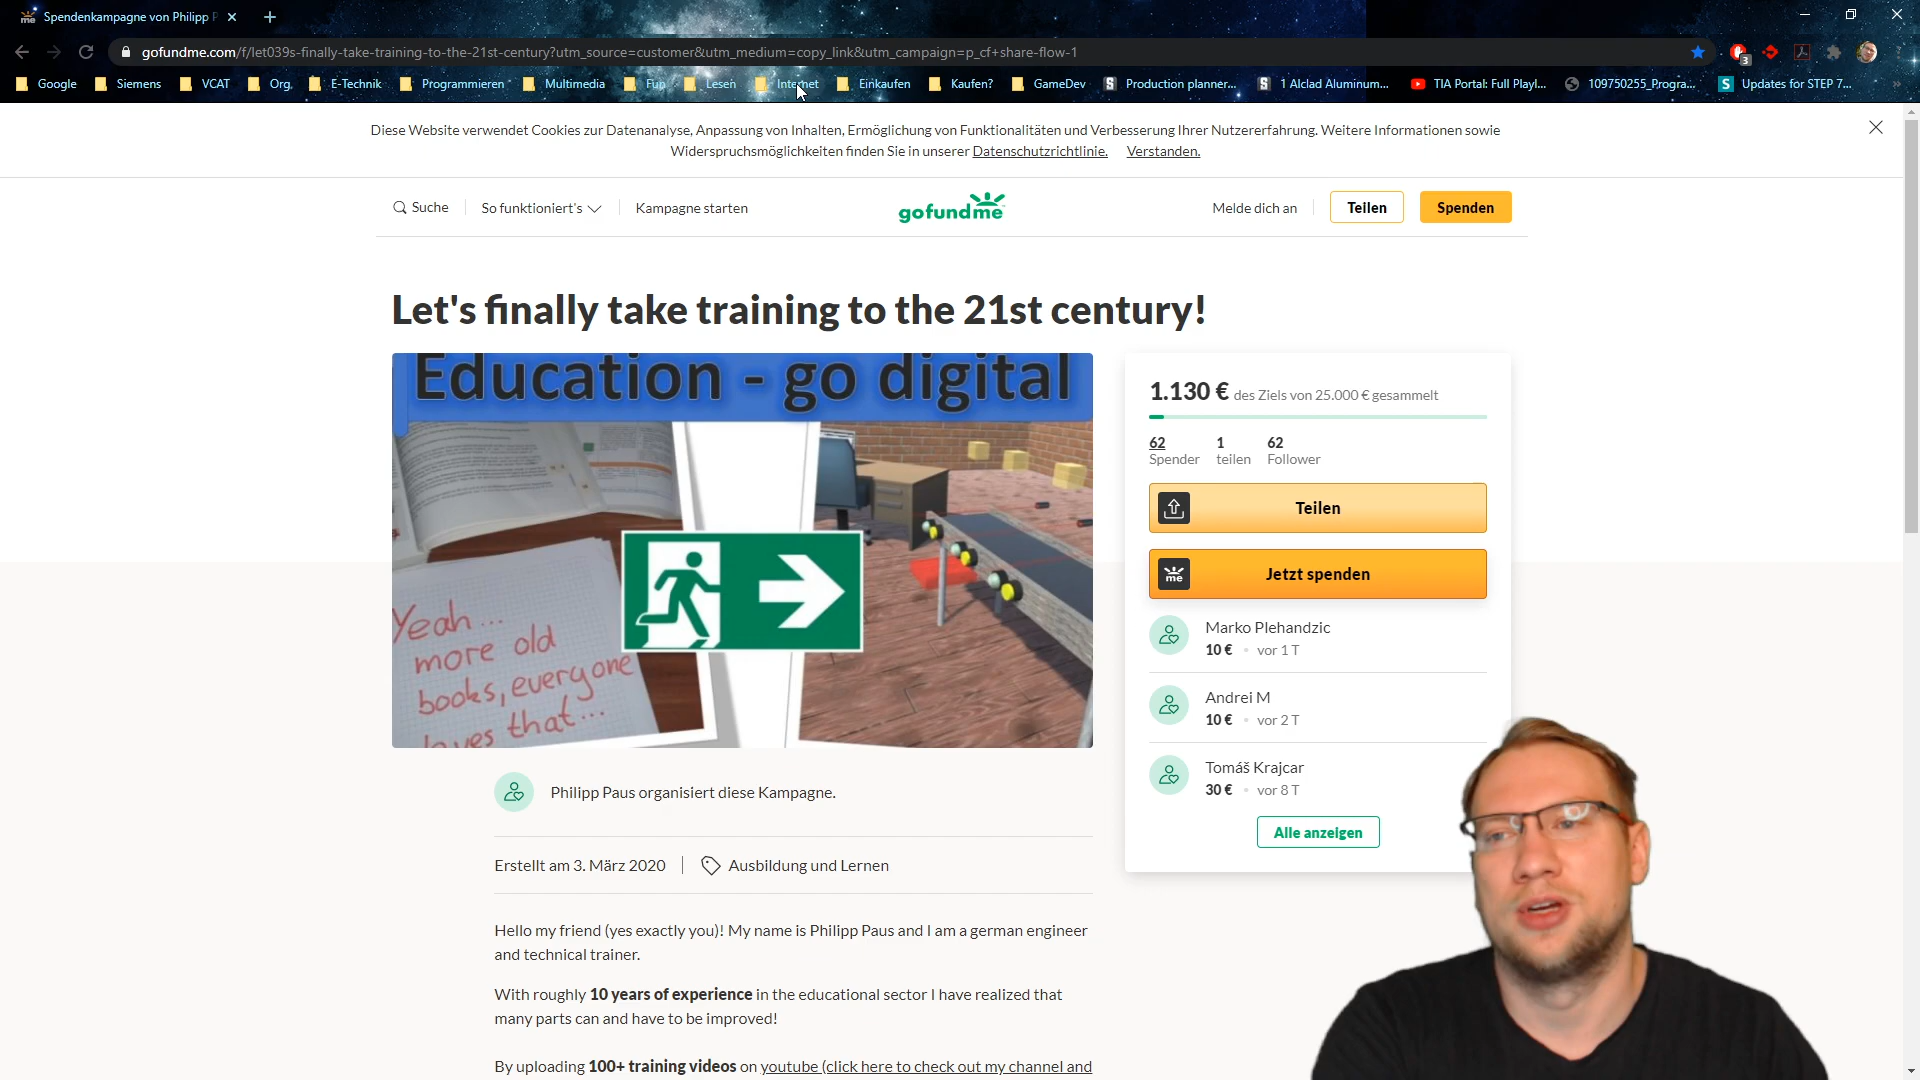 Spendenkampagne von Philipp P
gofundme.com/f/let039s-finally-take-training-to-the-21st-century?utm_source=customer&utm_medium=copy_link&utm_campaign=p_cf+share-flow-1
3
Google Siemens VCAT Org. E-Technik Programmieren Multimedia Fun Lesen Internet Einkaufen Kaufen? GameDev Production planner... 1 Alclad Aluminum... TIA Portal: Full Playl... 109750255_Progra... Updates for STEP 7...
Diese Website verwendet Cookies zur Datenanalyse, Anpassung von Inhalten, Ermöglichung von Funktionalitäten und Verbesserung Ihrer Nutzererfahrung. Weitere Informationen sowie
Widerspruchsmöglichkeiten finden Sie in unserer Datenschutzrichtlinie. Verstanden.
Suche So funktioniert's Kampagne starten gofundme Melde dich an Teilen Spenden
Let's finally take training to the 21st century!
Education - go digital
Yeah...
more old
books, everyone
loves that...
1.130 € des Ziels von 25.000 € gesammelt
62 1 62
Spender teilen Follower
Teilen
me Jetzt spenden
Marko Plehandzic
10 € • vor 1 T
Andrei M
10 € • vor 2 T
Tomáš Krajcar
30 € • vor 8 T
Alle anzeigen
Philipp Paus organisiert diese Kampagne.
Erstellt am 3. März 2020 Ausbildung und Lernen
Hello my friend (yes exactly you)! My name is Philipp Paus and I am a german engineer
and technical trainer.
With roughly 10 years of experience in the educational sector I have realized that
many parts can and have to be improved!
By uploading 100+ training videos on youtube (click here to check out my channel and